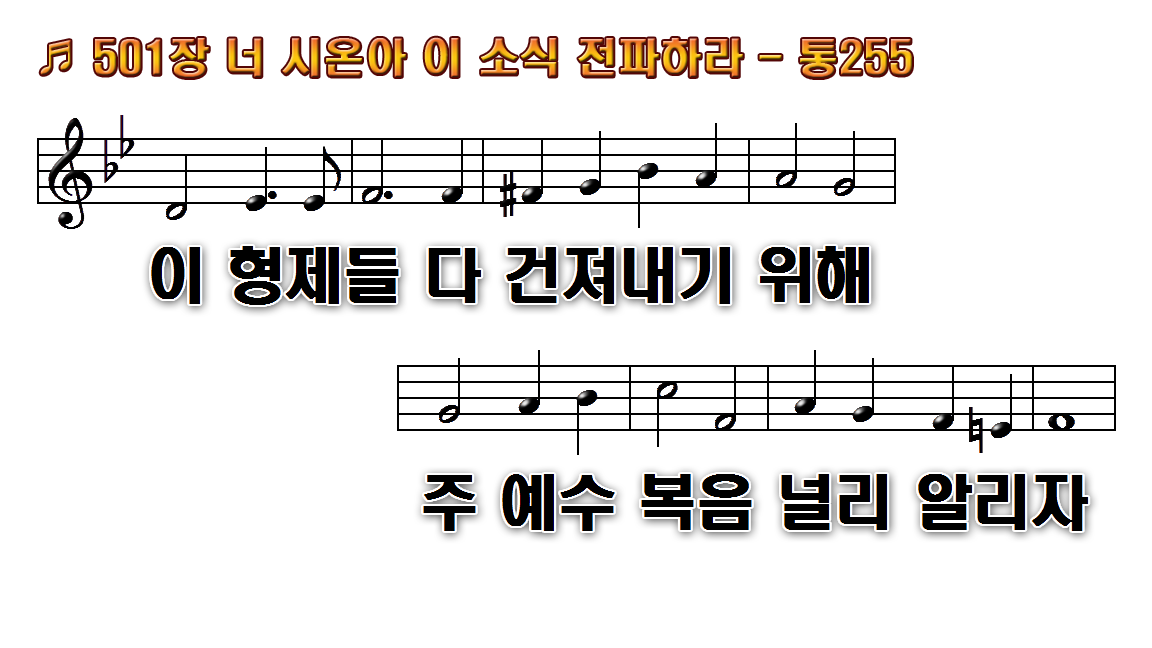 ♬ 501장 너 시온아 이 소식 전파하라 - 통255
이 형제들 다 건져내기 위해
주 예수 복음 널리 알리자